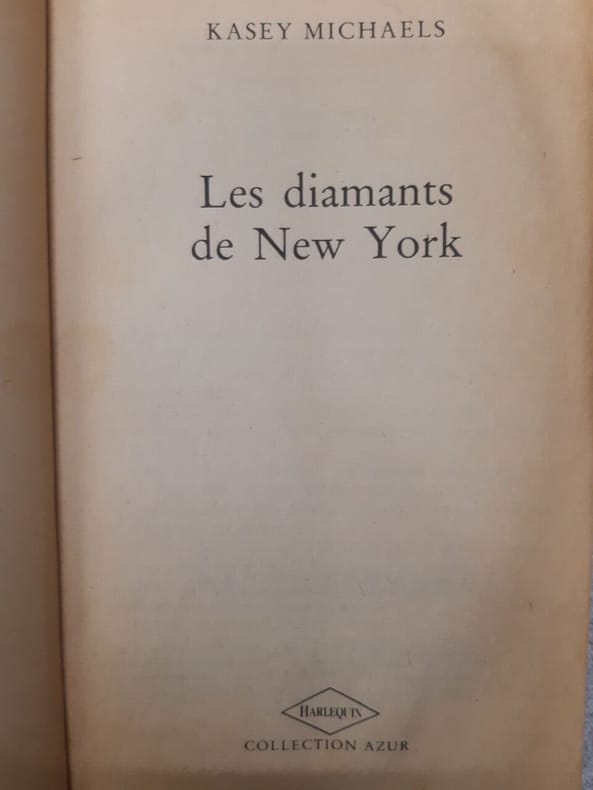 KASEY MICHAELS
Les diamants
de New York
HARLEQUIN
COLLECTION AZUR